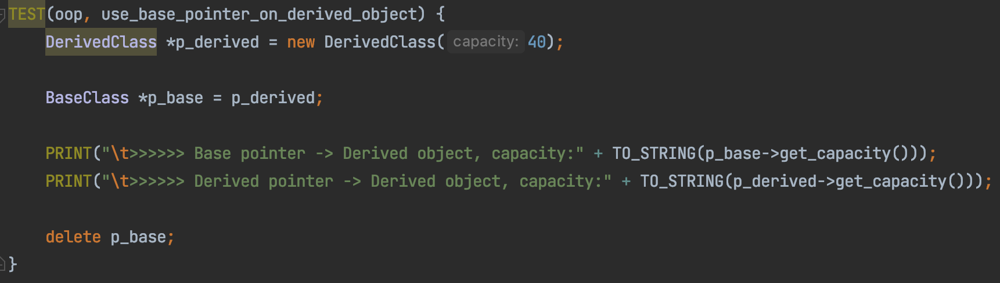 TEST(oop, use_base_pointer_on_derived_object) {
DerivedClass *p_derived = new DerivedClass( capacity: 40);
BaseClass *p_base = p_derived;
PRINT("\t>>>>>> Base pointer -> Derived object, capacity:" + TO_STRING(p_base->get_capacity()));
PRINT("\t>>>>>> Derived pointer -> Derived object, capacity:" + TO_STRING(p_derived->get_capacity()));
delete p_base;
}